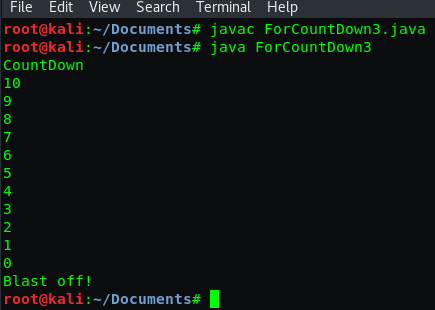 File Edit View Search Terminal Help
root@kali:~/Documents# javac ForCountDown3.java
root@kali:~/Documents# java ForCountDown3
CountDown
10
9
8
7
6
5
4
3
2
1
0
Blast off!
root@kali:~/Documents#